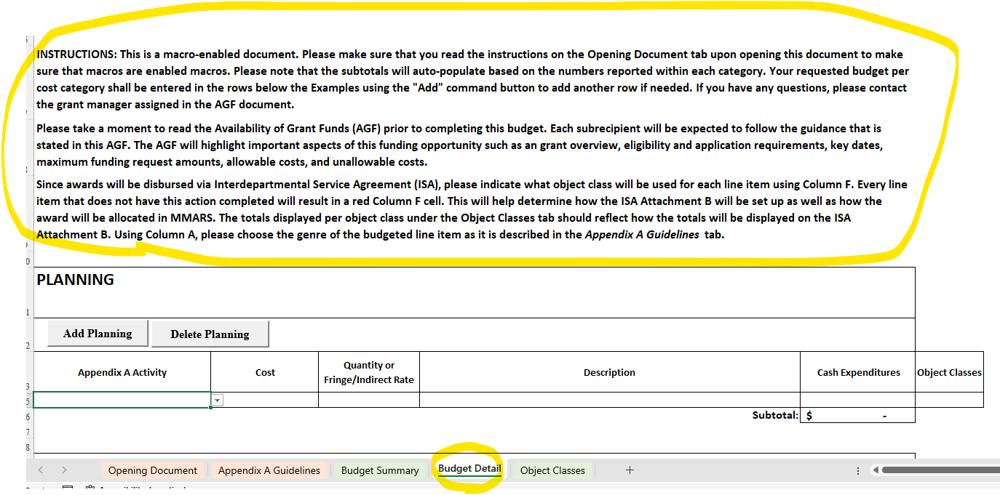 INSTRUCTIONS: This is a macro-enabled document. Please make sure that you read the instructions on the Opening Document tab upon opening this document to make
sure that macros are enabled macros. Please note that the subtotals will auto-populate based on the numbers reported within each category. Your requested budget per
cost category shall be entered in the rows below the Examples using the "Add" command button to add another row if needed. If you have any questions, please contact
the grant manager assigned in the AGF document.
Please take a moment to read the Availability of Grant Funds (AGF) prior to completing this budget. Each subrecipient will be expected to follow the guidance that is
stated in this AGF. The AGF will highlight important aspects of this funding opportunity such as an grant overview, eligibility and application requirements, key dates,
maximum funding request amounts, allowable costs, and unallowable costs.
Since awards will be disbursed via Interdepartmental Service Agreement (ISA), please indicate what object class will be used for each line item using Column F. Every line
item that does not have this action completed will result in a red Column F cell. This will help determine how the ISA Attachment B will be set up as well as how the
award will be allocated in MMARS. The totals displayed per object class under the Object Classes tab should reflect how the totals will be displayed on the ISA
Attachment B. Using Column A, please choose the genre of the budgeted line item as it is described in the Appendix A Guidelines tab.
PLANNING
Add Planning Delete Planning
Appendix A Activity Cost Quantity or Description Cash Expenditures Object Classes
Fringe/Indirect Rate
Subtotal: $ -
Opening Document Appendix A Guidelines Budget Summary Budget Detail Object Classes +